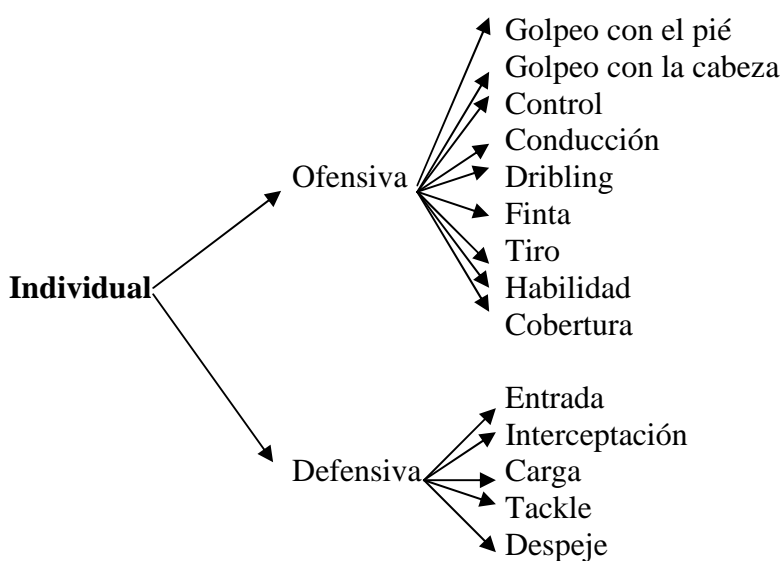 Individual
Ofensiva
Golpeo con el pié
Golpeo con la cabeza
Control
Conducción
Dribling
Finta
Tiro
Habilidad
Cobertura
Defensiva
Entrada
Interceptación
Carga
Tackle
Despeje